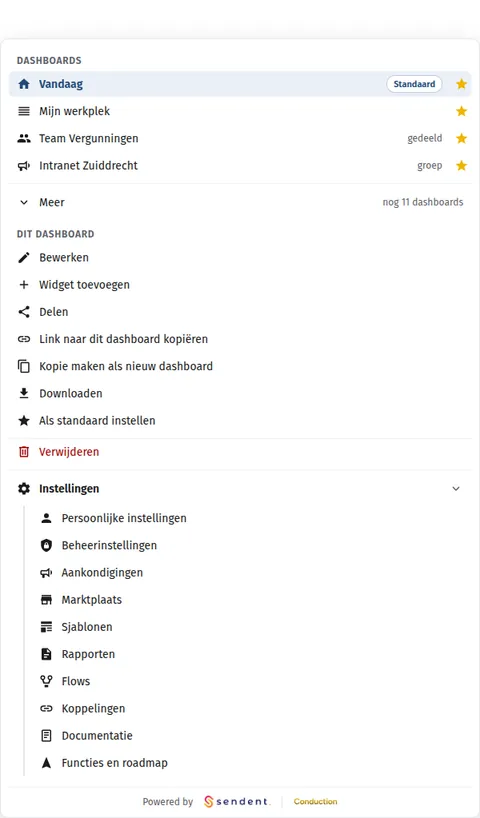 DASHBOARDS
Vandaag Standaard
Mijn werkplek
Team Vergunningen gedeeld
Intranet Zuiddrecht groep
Meer nog 11 dashboards
DIT DASHBOARD
Bewerken
Widget toevoegen
Delen
Link naar dit dashboard kopiëren
Kopie maken als nieuw dashboard
Downloaden
Als standaard instellen
Verwijderen
Instellingen
Persoonlijke instellingen
Beheerinstellingen
Aankondigingen
Marktplaats
Sjablonen
Rapporten
Flows
Koppelingen
Documentatie
Functies en roadmap
Powered by sendent. Conduction